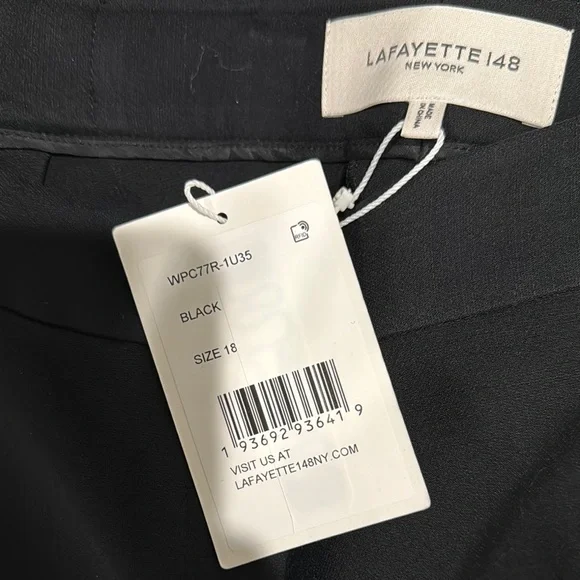 LAFAYETTE 148
NEW YORK
MADE
IN CHINA
RFID
WPC77R-1U35
BLACK
SIZE 18
1 93692 93641 9
VISIT US AT
LAFAYETTE148NY.COM